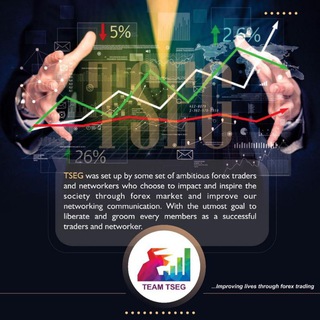 5%
2.6%
26%
TSEG was set up by some set of ambitious forex traders
and networkers who choose to impact and inspire the
society through forex market and improve our
networking communication. With the utmost goal to
liberate and groom every members as a successful
traders and networker.
TEAM TSEG
...Improving lives through forex trading